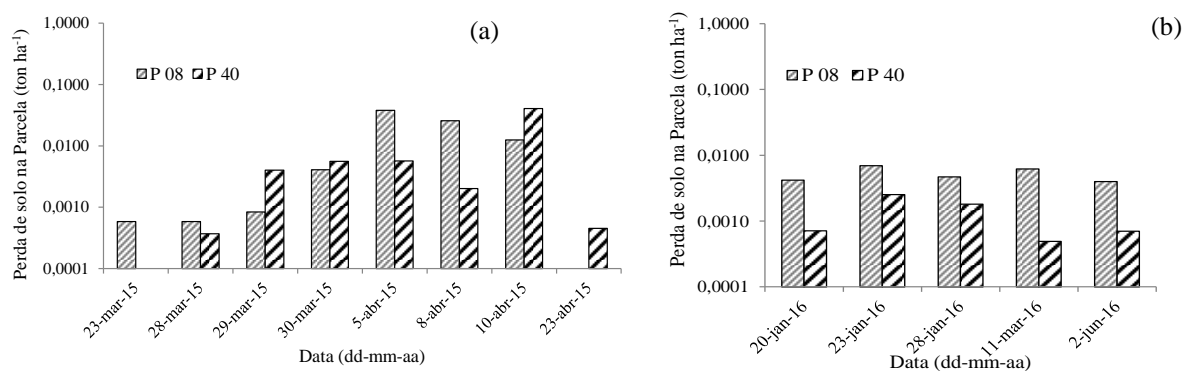 (a)
Perda de solo na Parcela (ton ha⁻¹)
1,0000
0,1000
0,0100
0,0010
0,0001
P 08 P 40
23-mar-15
28-mar-15
29-mar-15
30-mar-15
5-abr-15
8-abr-15
10-abr-15
23-abr-15
Data (dd-mm-aa)
(b)
Perda de solo na Parcela (ton ha⁻¹)
1,0000
0,1000
0,0100
0,0010
0,0001
P 08 P 40
20-jan-16
23-jan-16
28-jan-16
11-mar-16
2-jun-16
Data (dd-mm-aa)